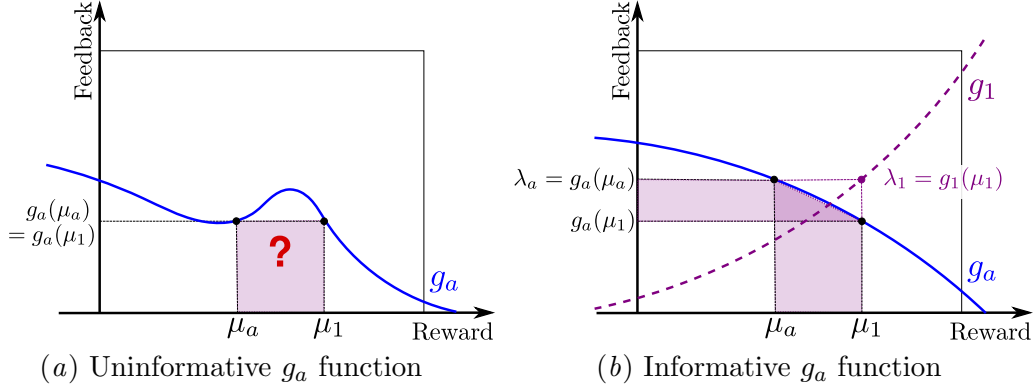 Feedback
g_a(μ_a)
= g_a(μ_1)
?
g_a
μ_a
μ_1
Reward
(a) Uninformative g_a function
Feedback
g_1
λ_a = g_a(μ_a)
λ_1 = g_1(μ_1)
g_a(μ_1)
g_a
μ_a
μ_1
Reward
(b) Informative g_a function